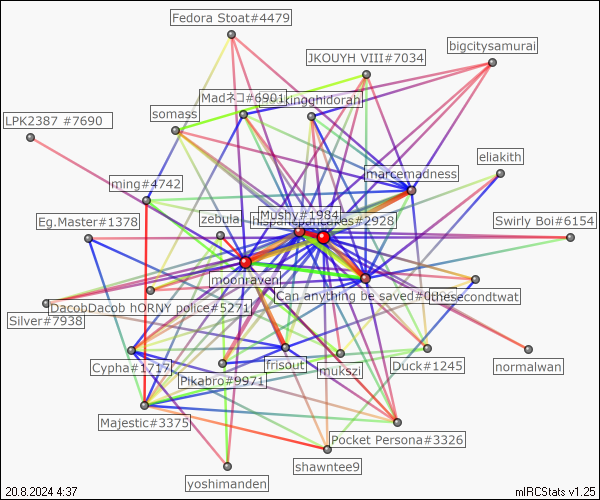 Fedora Stoat#4479
bigcitysamurai
JKOUYH VIII#7034
Madネコ#6901
kingghidorah
somass
LPK2387 #7690
eliakith
marcemadness
ming#4742
Mushy#1984
cakes#2928
zebula
Eg.Master#1378
Swirly Boi#6154
moonraven
Can anything be saved#0
thesecondtwat
DacobDacob hORNY police#5271
Silver#7938
Cypha#1717
frisout
mukszi
Duck#1245
normalwan
Pikabro#9971
Majestic#3375
Pocket Persona#3326
shawntee9
yoshimanden
20.8.2024 4:37
mIRCStats v1.25